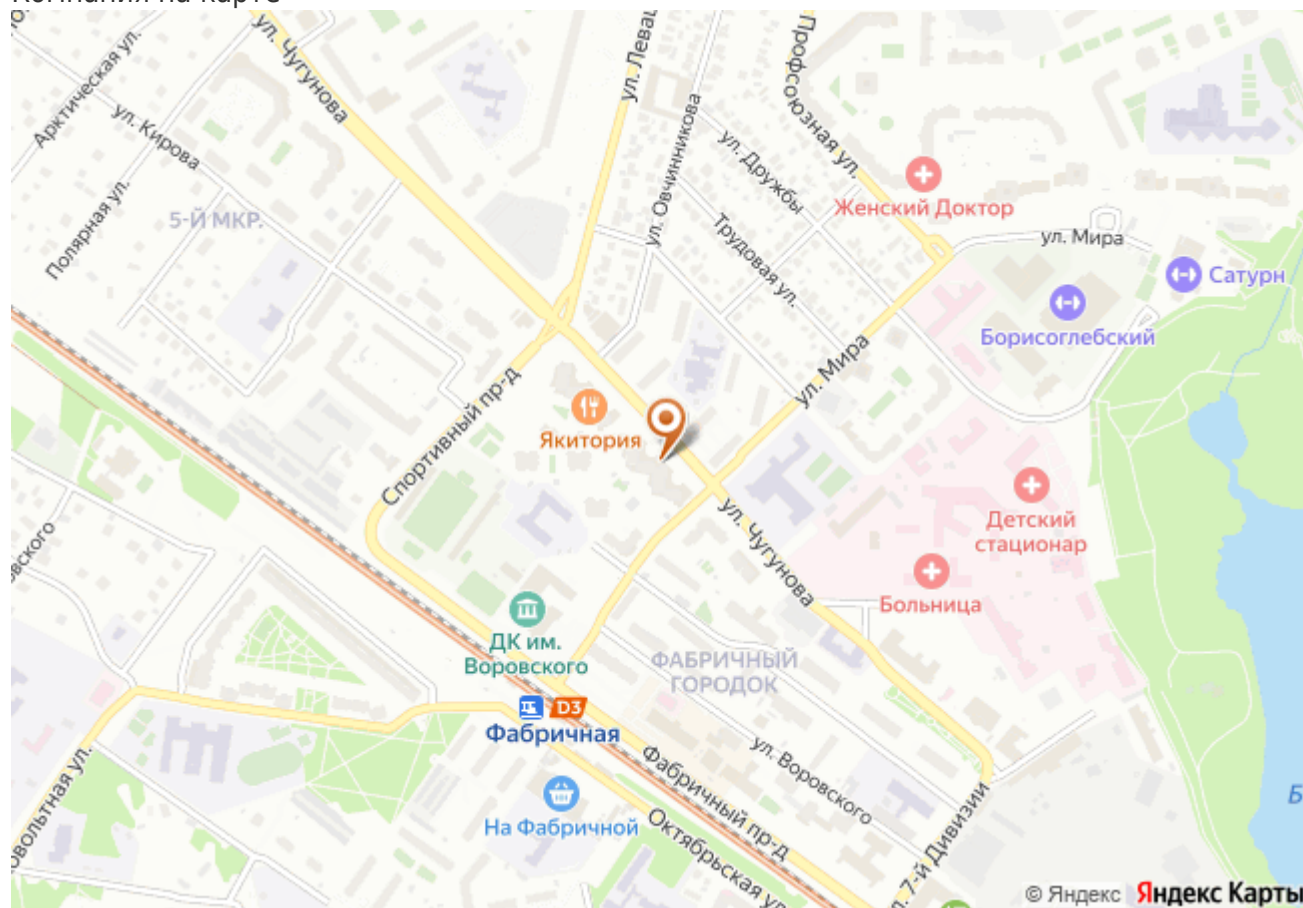 ул. Чугунова
ул. Левац
Профсоюзная ул.
Арктическая ул.
ул. Кирова
ул. Овчинникова
ул. Дружбы
Женский Доктор
Полярная ул.
5-Й МКР.
Трудовая ул.
ул. Мира
Сатурн
Борисоглебский
ул. Мира
Спортивный пр-д
Якитория
Детский
стационар
ул. Чугунова
Больница
ДК им.
Воровского
ФАБРИЧНЫЙ
ГОРОДОК
D3
Фабричная
ул. Воровского
Фабричный пр-д
На Фабричной
Октябрьская ул.
7-й Дивизии
© Яндекс Яндекс Карты